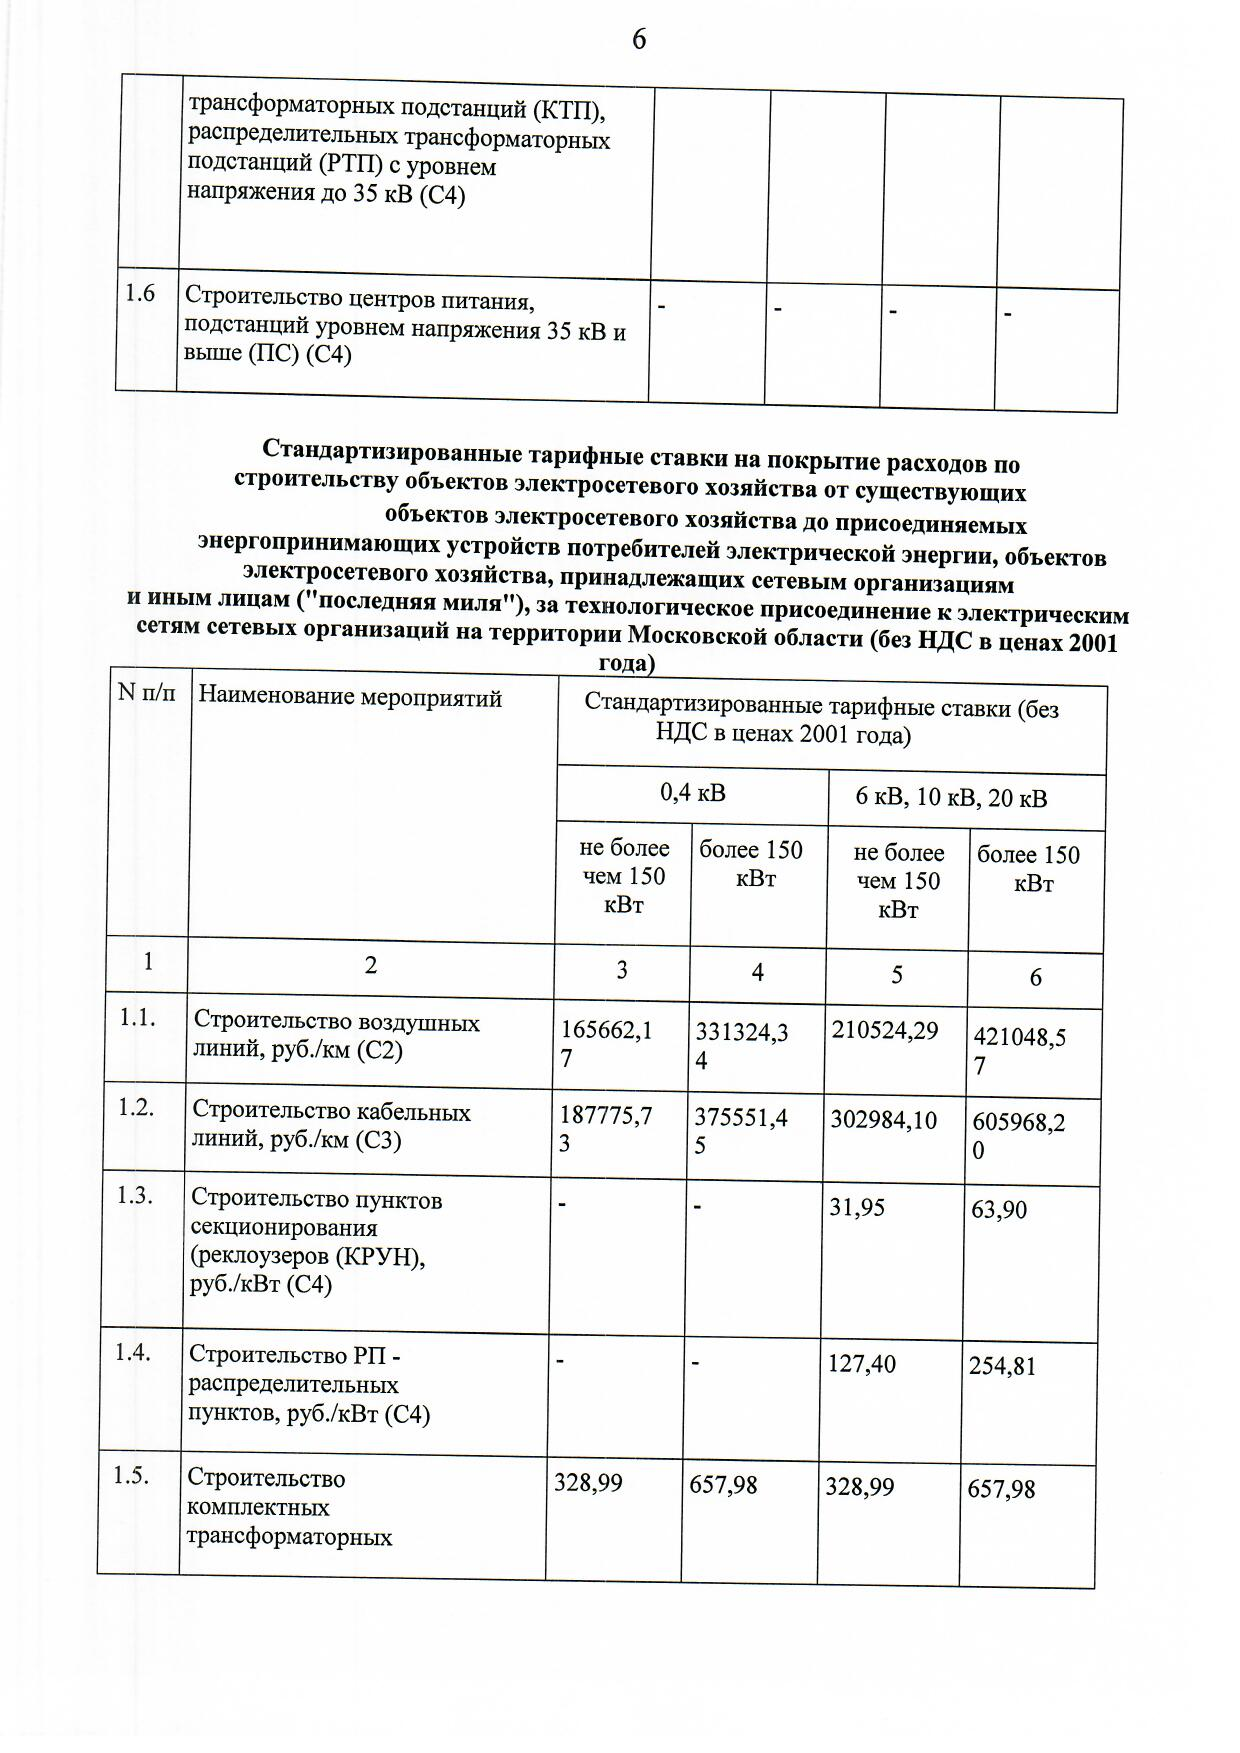 6
трансформаторных подстанций (КТП),
распределительных трансформаторных
подстанций (РТП) с уровнем
напряжения до 35 кВ (С4)
1.6 Строительство центров питания, - - - -
подстанций уровнем напряжения 35 кВ и
выше (ПС) (С4)
Стандартизированные тарифные ставки на покрытие расходов по
строительству объектов электросетевого хозяйства от существующих
объектов электросетевого хозяйства до присоединяемых
энергопринимающих устройств потребителей электрической энергии, объектов
электросетевого хозяйства, принадлежащих сетевым организациям
и иным лицам ("последняя миля"), за технологическое присоединение к электрическим
сетям сетевых организаций на территории Московской области (без НДС в ценах 2001
года)
N п/п Наименование мероприятий Стандартизированные тарифные ставки (без
НДС в ценах 2001 года)
0,4 кВ 6 кВ, 10 кВ, 20 кВ
не более более 150 не более более 150
чем 150 кВт чем 150 кВт
кВт кВт
1 2 3 4 5 6
1.1. Строительство воздушных 165662,1 331324,3 210524,29 421048,5
линий, руб./км (С2) 7 4 7
1.2. Строительство кабельных 187775,7 375551,4 302984,10 605968,2
линий, руб./км (С3) 3 5 0
1.3. Строительство пунктов - - 31,95 63,90
секционирования
(реклоузеров (КРУН),
руб./кВт (С4)
1.4. Строительство РП - - - 127,40 254,81
распределительных
пунктов, руб./кВт (С4)
1.5. Строительство 328,99 657,98 328,99 657,98
комплектных
трансформаторных